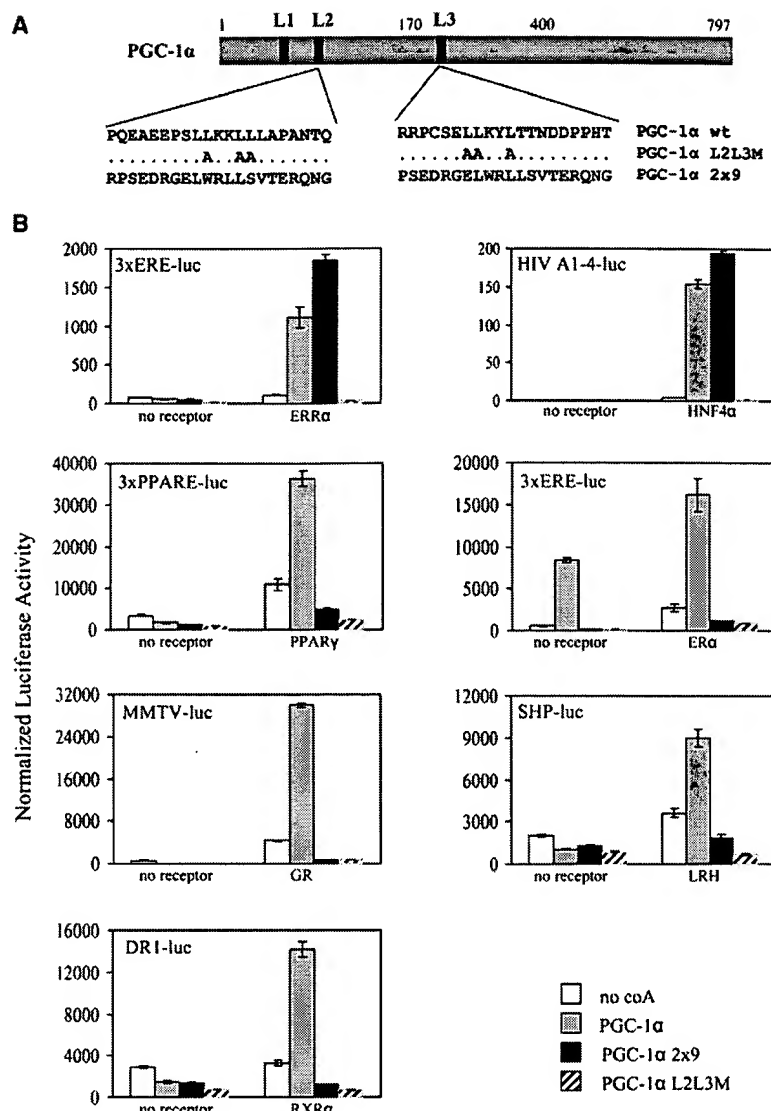 A
1 L1 L2 170 L3 400 797
PGC-1α
PQEAEEPSLLKKLLLAPANTQ RRPCSELLKYLTTNDDPPHT PGC-1α wt
.........A..AA....... ......AA..A......... PGC-1α L2L3M
RPSEDRGELWRLLSVTERQNG PSEDRGELWRLLSVTERQNG PGC-1α 2x9
B
Normalized Luciferase Activity
3xERE-luc
2000
1500
1000
500
0
no receptor ERRα
HIV A1-4-luc
200
150
100
50
0
no receptor HNF4α
3xPPARE-luc
40000
30000
20000
10000
0
no receptor PPARγ
3xERE-luc
20000
15000
10000
5000
0
no receptor ERα
MMTV-luc
32000
24000
16000
8000
0
no receptor GR
SHP-luc
12000
9000
6000
3000
0
no receptor LRH
DR1-luc
16000
12000
8000
4000
0
no receptor RXRα
no coA
PGC-1α
PGC-1α 2x9
PGC-1α L2L3M